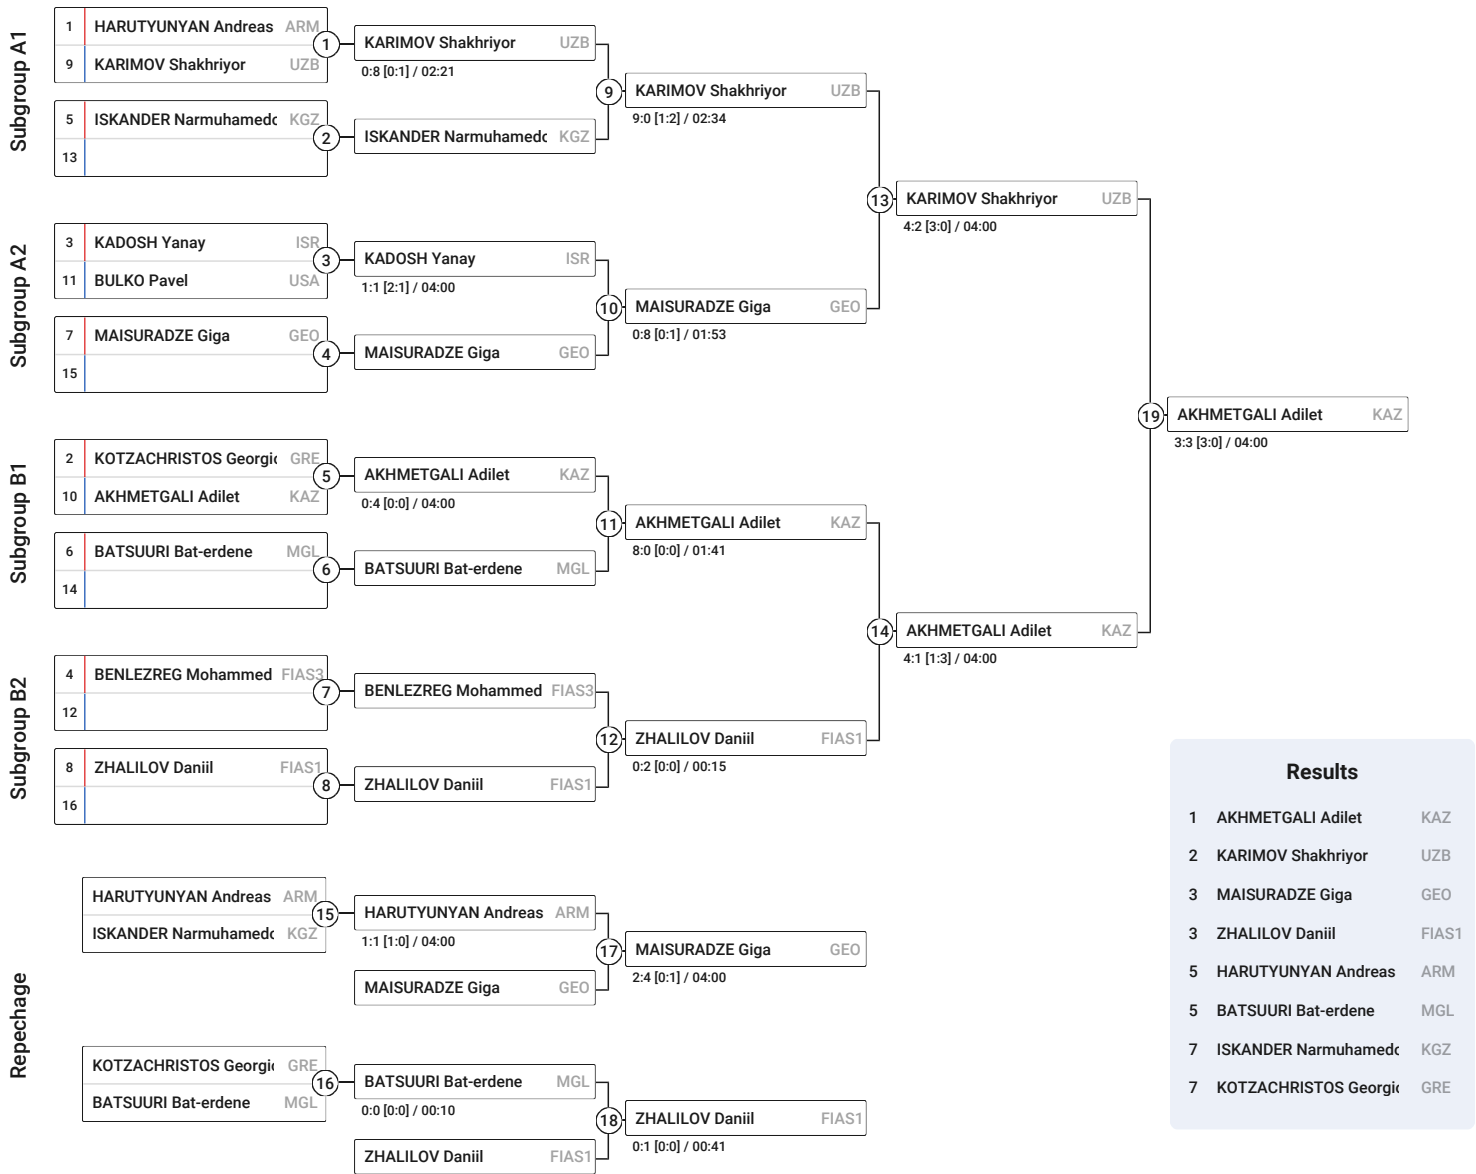 Subgroup A1
1 HARUTYUNYAN Andreas ARM
9 KARIMOV Shakhriyor UZB
1
KARIMOV Shakhriyor UZB
0:8 [0:1] / 02:21
5 ISKANDER Narmuhamedc KGZ
13
2
ISKANDER Narmuhamedc KGZ
9
KARIMOV Shakhriyor UZB
9:0 [1:2] / 02:34
Subgroup A2
3 KADOSH Yanay ISR
11 BULKO Pavel USA
3
KADOSH Yanay ISR
1:1 [2:1] / 04:00
7 MAISURADZE Giga GEO
15
4
MAISURADZE Giga GEO
10
MAISURADZE Giga GEO
0:8 [0:1] / 01:53
13
KARIMOV Shakhriyor UZB
4:2 [3:0] / 04:00
Subgroup B1
2 KOTZACHRISTOS Georgic GRE
10 AKHMETGALI Adilet KAZ
5
AKHMETGALI Adilet KAZ
0:4 [0:0] / 04:00
6 BATSUURI Bat-erdene MGL
14
6
BATSUURI Bat-erdene MGL
11
AKHMETGALI Adilet KAZ
8:0 [0:0] / 01:41
Subgroup B2
4 BENLEZREG Mohammed FIAS3
12
7
BENLEZREG Mohammed FIAS3
8 ZHALILOV Daniil FIAS1
16
8
ZHALILOV Daniil FIAS1
12
ZHALILOV Daniil FIAS1
0:2 [0:0] / 00:15
14
AKHMETGALI Adilet KAZ
4:1 [1:3] / 04:00
19
AKHMETGALI Adilet KAZ
3:3 [3:0] / 04:00
Repechage
HARUTYUNYAN Andreas ARM
ISKANDER Narmuhamedc KGZ
15
HARUTYUNYAN Andreas ARM
1:1 [1:0] / 04:00
MAISURADZE Giga GEO
17
MAISURADZE Giga GEO
2:4 [0:1] / 04:00
KOTZACHRISTOS Georgic GRE
BATSUURI Bat-erdene MGL
16
BATSUURI Bat-erdene MGL
0:0 [0:0] / 00:10
ZHALILOV Daniil FIAS1
18
ZHALILOV Daniil FIAS1
0:1 [0:0] / 00:41
Results
1 AKHMETGALI Adilet KAZ
2 KARIMOV Shakhriyor UZB
3 MAISURADZE Giga GEO
3 ZHALILOV Daniil FIAS1
5 HARUTYUNYAN Andreas ARM
5 BATSUURI Bat-erdene MGL
7 ISKANDER Narmuhamedc KGZ
7 KOTZACHRISTOS Georgic GRE